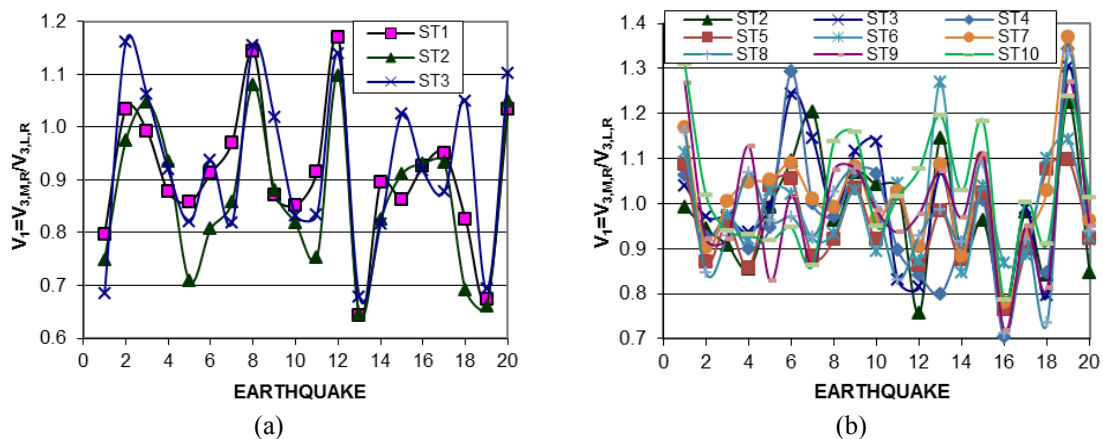 (a)
V₁=V₃,M,R/V₃,L,R
1.2
1.1
1.0
0.9
0.8
0.7
0.6
ST1
ST2
ST3
0 2 4 6 8 10 12 14 16 18 20
EARTHQUAKE
(a)
(b)
V₁=V₃,M,R/V₃,L,R
1.4
1.3
1.2
1.1
1.0
0.9
0.8
0.7
ST2 ST3 ST4
ST5 ST6 ST7
ST8 ST9 ST10
0 2 4 6 8 10 12 14 16 18 20
EARTHQUAKE
(b)